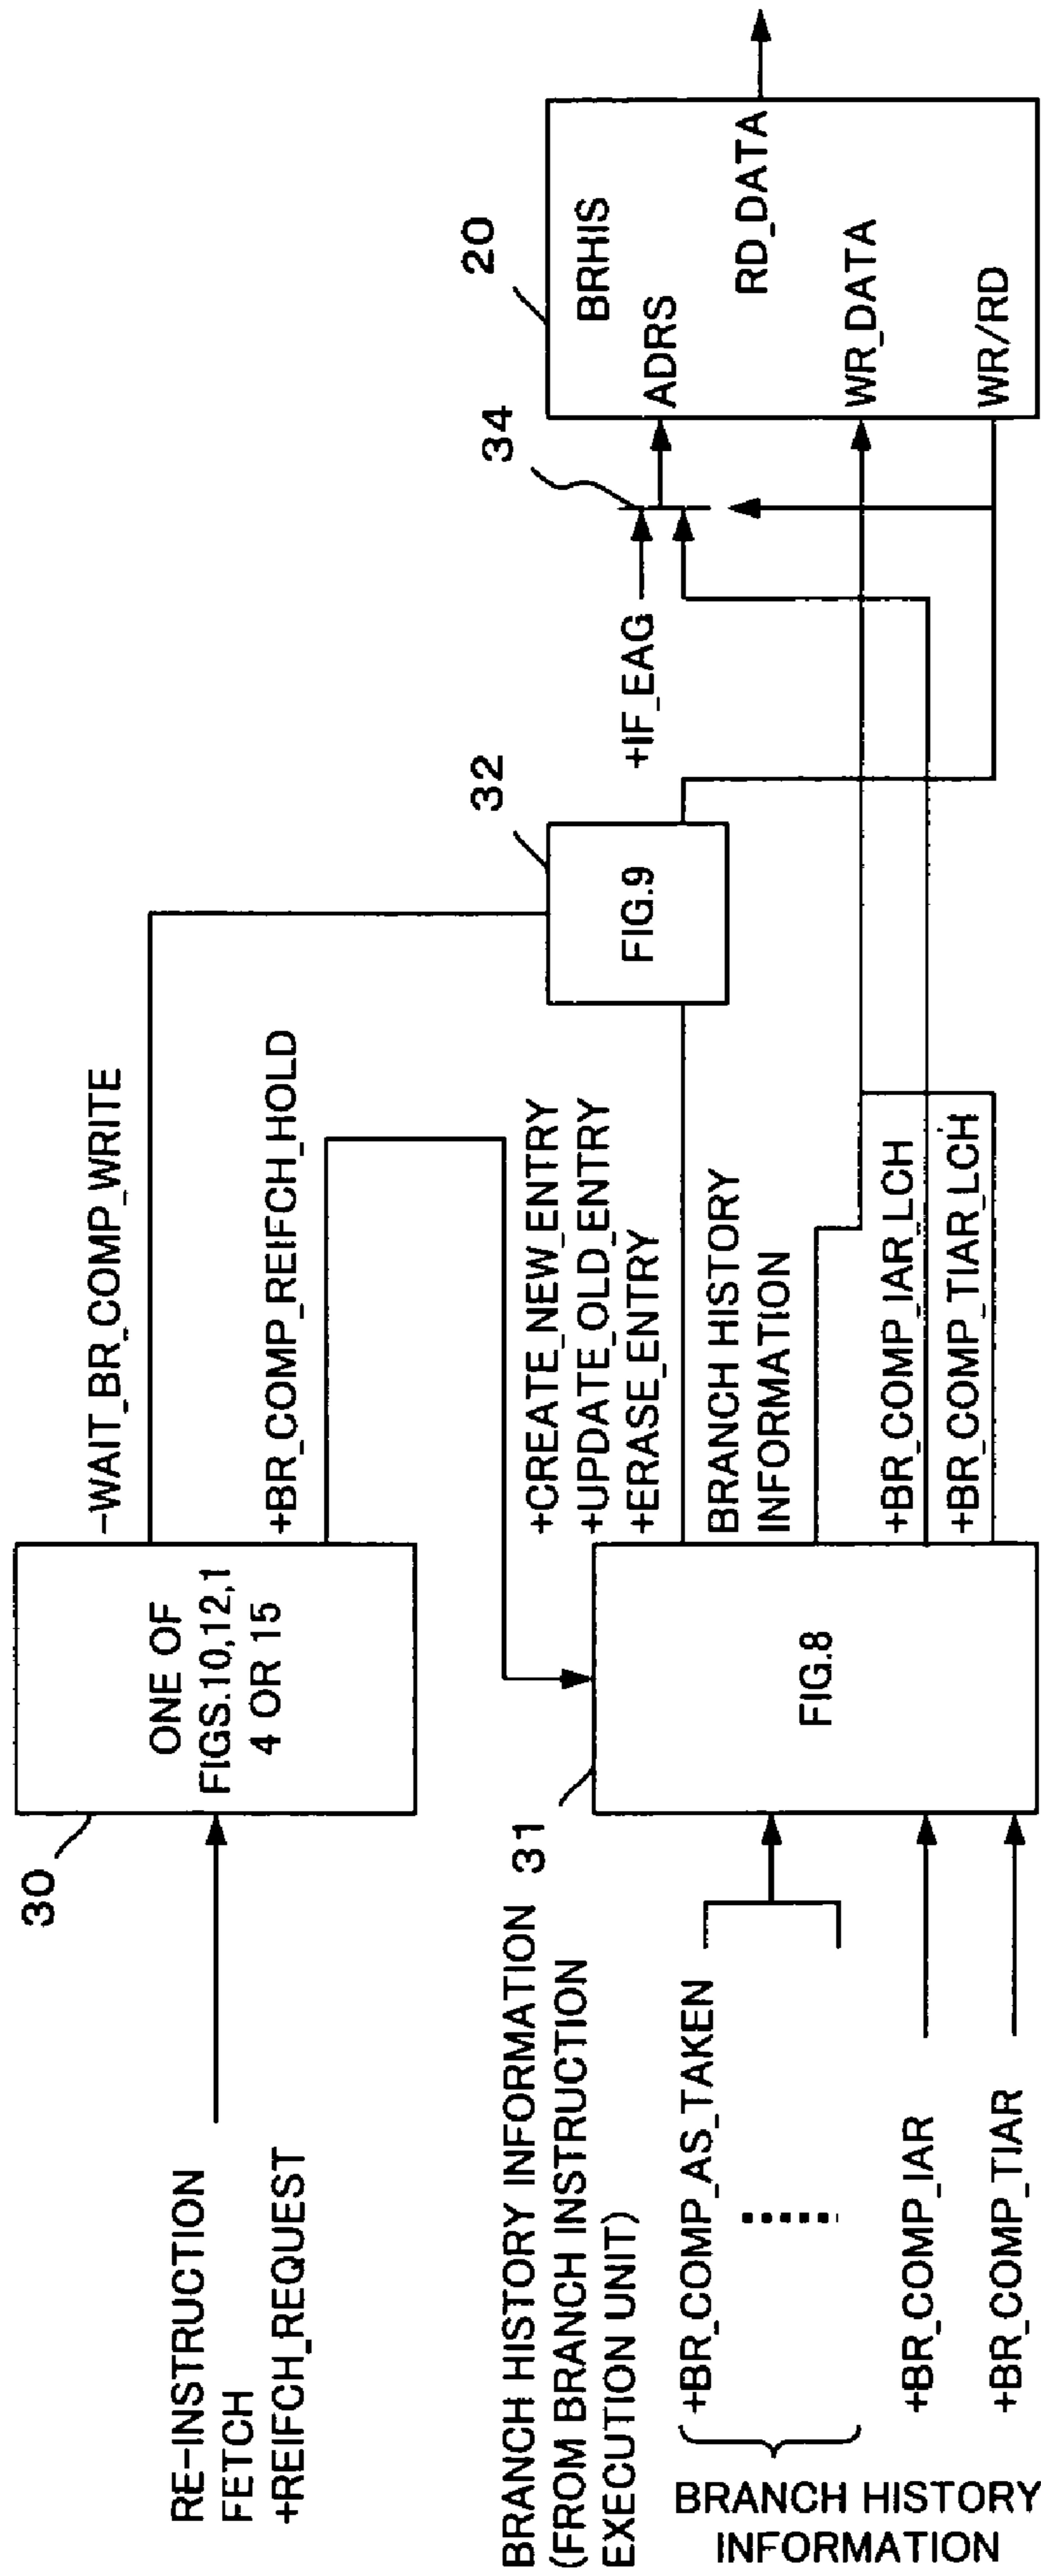 RE-INSTRUCTION
FETCH
+REIFCH_REQUEST
30
ONE OF
FIGS.10,12,1
4 OR 15
-WAIT_BR_COMP_WRITE
+BR_COMP_REIFCH_HOLD
BRANCH HISTORY INFORMATION
(FROM BRANCH INSTRUCTION
EXECUTION UNIT)
31
+BR_COMP_AS_TAKEN
+BR_COMP_IAR
+BR_COMP_TIAR
BRANCH HISTORY
INFORMATION
FIG.8
+CREATE_NEW_ENTRY
+UPDATE_OLD_ENTRY
+ERASE_ENTRY
BRANCH HISTORY
INFORMATION
+BR_COMP_IAR_LCH
+BR_COMP_TIAR_LCH
32
FIG.9
+IF_EAG
34
20
BRHIS
ADRS
RD_DATA
WR_DATA
WR/RD